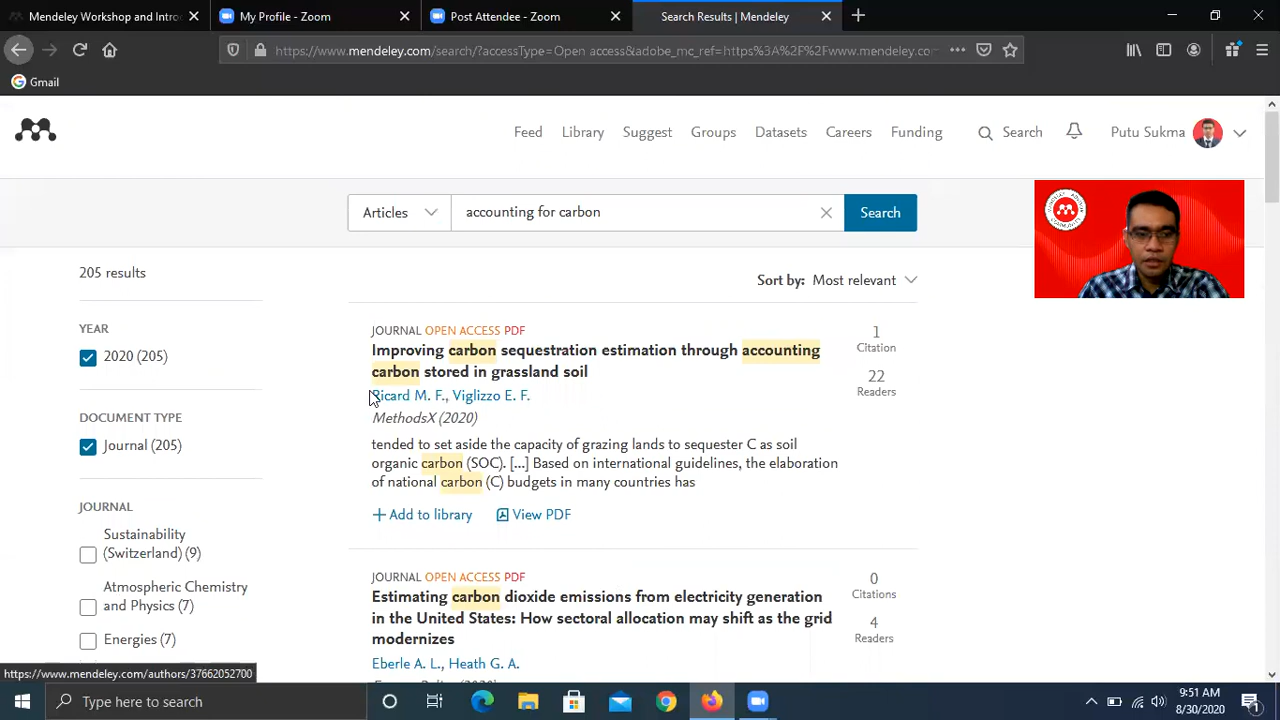 Mendeley Workshop and Intro
My Profile - Zoom
Post Attendee - Zoom
Search Results | Mendeley
https://www.mendeley.com/search/?accessType=Open access&adobe_mc_ref=https%3A%2F%2Fwww.mendeley.co
Gmail
Feed
Library
Suggest
Groups
Datasets
Careers
Funding
Search
Putu Sukma
Articles
accounting for carbon
Search
205 results
Sort by: Most relevant
YEAR
2020 (205)
DOCUMENT TYPE
Journal (205)
JOURNAL
Sustainability
(Switzerland) (9)
Atmospheric Chemistry
and Physics (7)
Energies (7)
JOURNAL OPEN ACCESS PDF
Improving carbon sequestration estimation through accounting
carbon stored in grassland soil
Ricard M. F., Viglizzo E. F.
MethodsX (2020)
tended to set aside the capacity of grazing lands to sequester C as soil
organic carbon (SOC). [...] Based on international guidelines, the elaboration
of national carbon (C) budgets in many countries has
Add to library
View PDF
1
Citation
22
Readers
JOURNAL OPEN ACCESS PDF
Estimating carbon dioxide emissions from electricity generation
in the United States: How sectoral allocation may shift as the grid
modernizes
Eberle A. L., Heath G. A.
0
Citations
4
Readers
https://www.mendeley.com/authors/37662052700
Type here to search
9:51 AM
8/30/2020